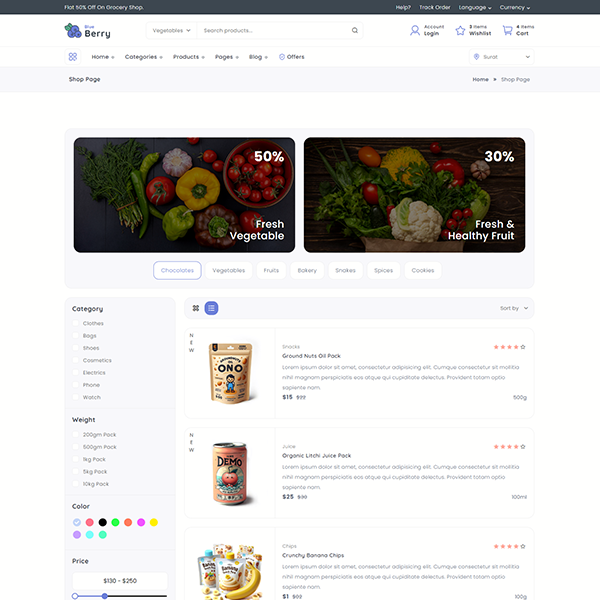 Flat 50% Off On Grocery Shop.
Help? Track Order Language Currency
Blue
Berry
Vegetables Search products...
Account
Login
3 Items
Wishlist
4 Items
Cart
Home Categories Products Pages Blog Offers
Surat
Shop Page
Home » Shop Page
50%
Fresh
Vegetable
30%
Fresh &
Healthy Fruit
Chocolates Vegetables Fruits Bakery Snakes Spices Cookies
Category
Clothes
Bags
Shoes
Cosmetics
Electrics
Phone
Watch
Weight
200gm Pack
500gm Pack
1kg Pack
5kg Pack
10kg Pack
Color
Price
$130 - $250
Sort by
N
E
W
ONO
Snacks
Ground Nuts Oil Pack
Lorem ipsum dolor sit amet, consectetur adipisicing elit. Consequatur ex sit mollitia
nihil magnam perspiciatis eos atque qui cupiditate delectus. Provident totam optio
sapiente nam.
$15 $22
500g
N
E
W
DEMO
Juice
Organic Litchi Juice Pack
Lorem ipsum dolor sit amet, consectetur adipisicing elit. Consequatur ex sit mollitia
nihil magnam perspiciatis eos atque qui cupiditate delectus. Provident totam optio
sapiente nam.
$25 $30
100ml
Banana
Chips
Crunchy Banana Chips
Lorem ipsum dolor sit amet, consectetur adipisicing elit. Consequatur ex sit mollitia
nihil magnam perspiciatis eos atque qui cupiditate delectus. Provident totam optio
sapiente nam.
$1 $2
100g